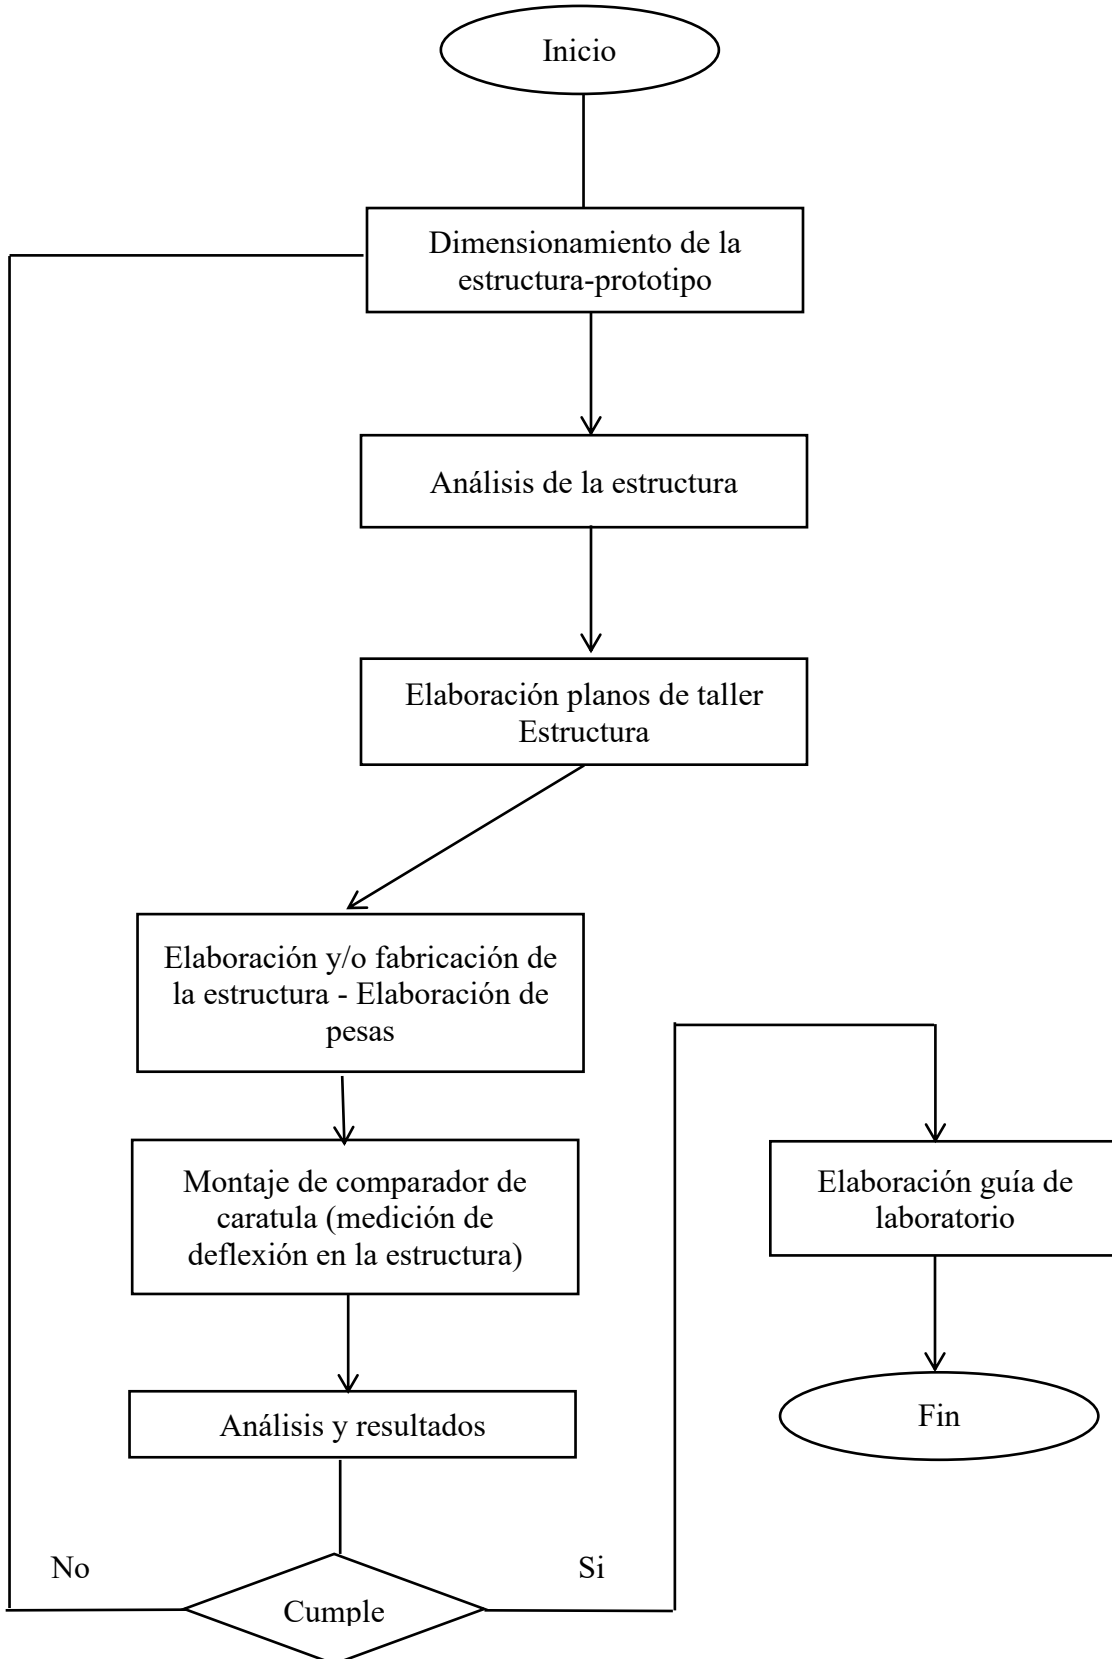 Inicio
Dimensionamiento de la
estructura-prototipo
Análisis de la estructura
Elaboración planos de taller
Estructura
Elaboración y/o fabricación de
la estructura - Elaboración de
pesas
Montaje de comparador de
caratula (medición de
deflexión en la estructura)
Análisis y resultados
No
Cumple
Si
Elaboración guía de
laboratorio
Fin